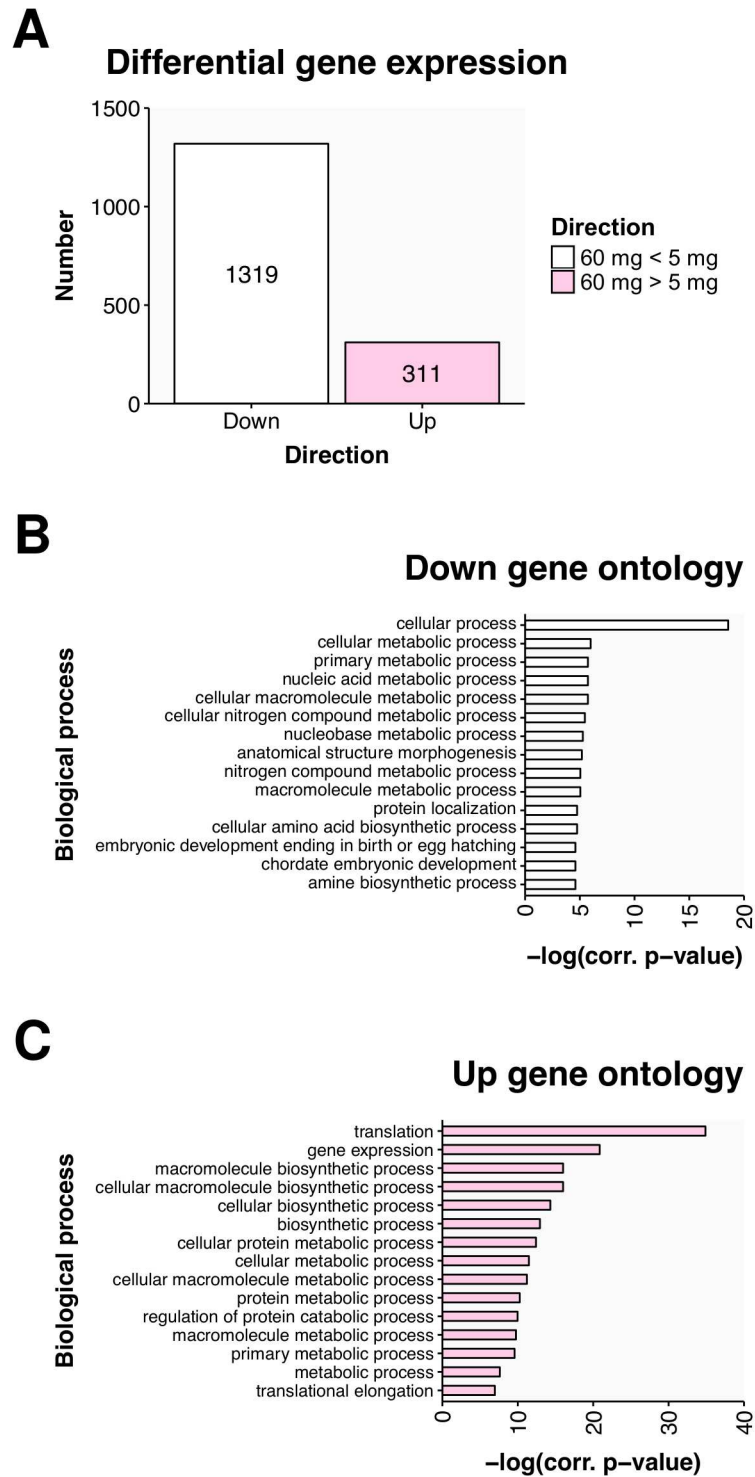 A
Differential gene expression
1500
1000
500
0
Number
1319
311
Down
Up
Direction
Direction
60 mg < 5 mg
60 mg > 5 mg
B
Down gene ontology
Biological process
cellular process
cellular metabolic process
primary metabolic process
nucleic acid metabolic process
cellular macromolecule metabolic process
cellular nitrogen compound metabolic process
nucleobase metabolic process
anatomical structure morphogenesis
nitrogen compound metabolic process
macromolecule metabolic process
protein localization
cellular amino acid biosynthetic process
embryonic development ending in birth or egg hatching
chordate embryonic development
amine biosynthetic process
0 5 10 15 20
−log(corr. p−value)
C
Up gene ontology
Biological process
translation
gene expression
macromolecule biosynthetic process
cellular macromolecule biosynthetic process
cellular biosynthetic process
biosynthetic process
cellular protein metabolic process
cellular metabolic process
cellular macromolecule metabolic process
protein metabolic process
regulation of protein catabolic process
macromolecule metabolic process
primary metabolic process
metabolic process
translational elongation
0 10 20 30 40
−log(corr. p−value)